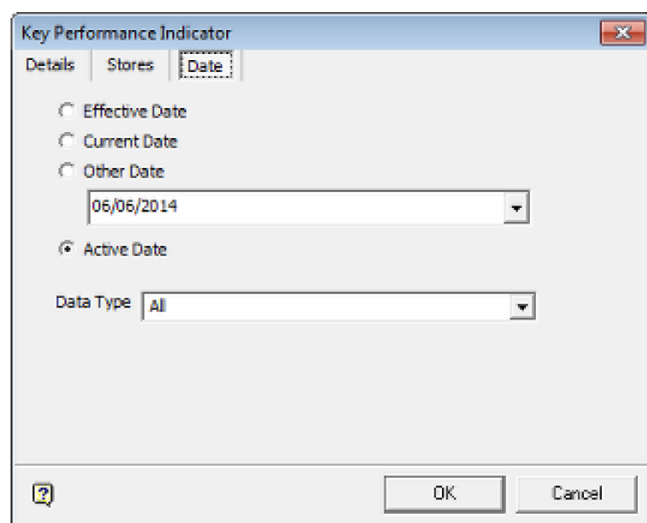 Key Performance Indicator
Details Stores Date
Effective Date
Current Date
Other Date
06/06/2014
Active Date
Data Type All
OK Cancel